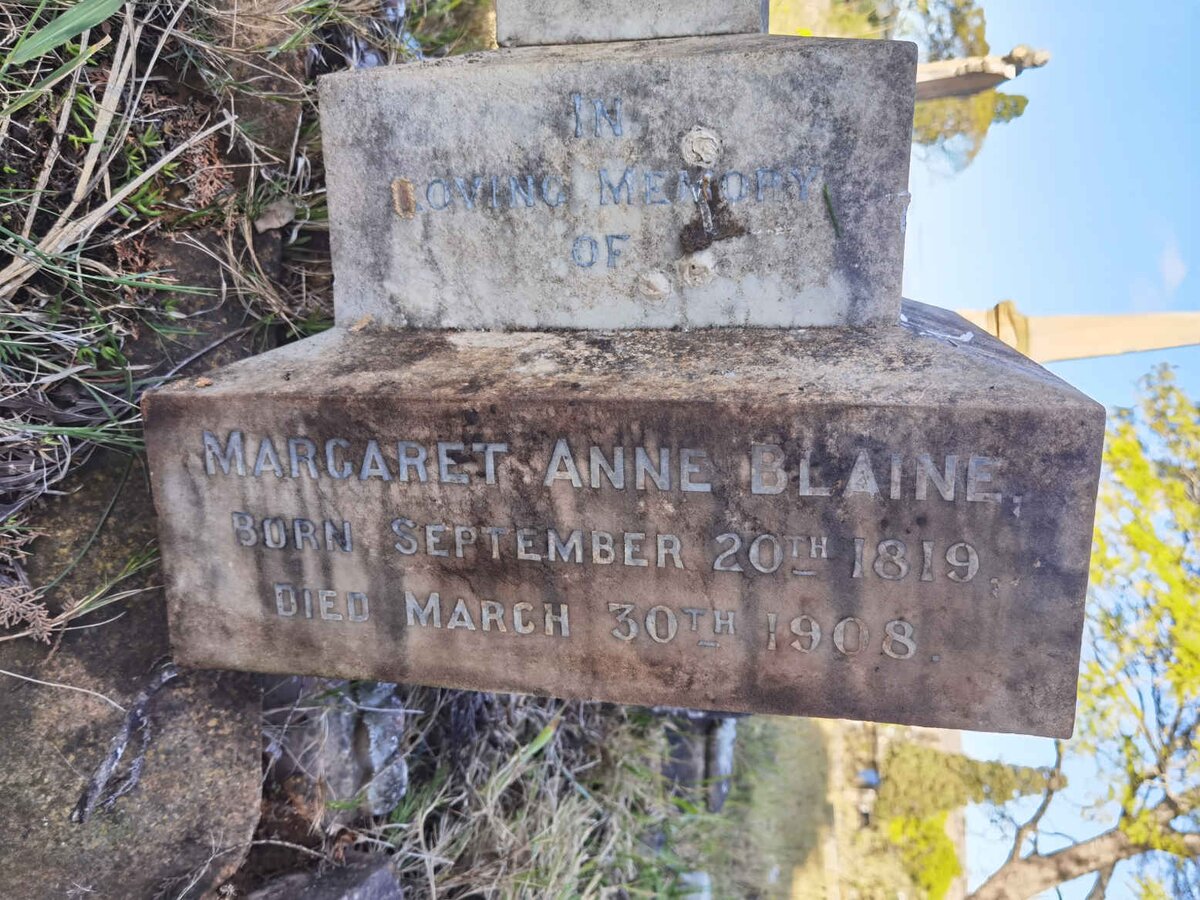 IN
LOVING MEMORY
OF
MARGARET ANNE BLAINE,
BORN SEPTEMBER 20TH 1819,
DIED MARCH 30TH 1908.